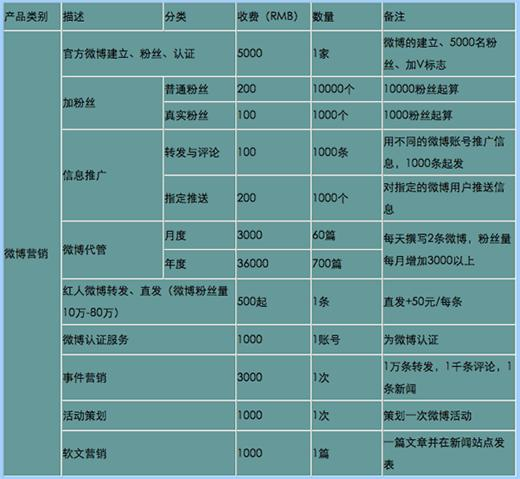 产品类别 描述 分类 收费（RMB） 数量 备注
微博营销
官方微博建立、粉丝、认证 5000 1家
微博的建立、5000名粉
丝、加V标志
加粉丝
普通粉丝 200 10000个 10000粉丝起算
真实粉丝 100 1000个 1000粉丝起算
信息推广
转发与评论 100 1000条
用不同的微博账号推广信
息，1000条起发
指定推送 200 1000个
对指定的微博用户推送信
息
微博代管
月度 3000 60篇
年度 36000 700篇
每天撰写2条微博，粉丝量
每月增加3000以上
红人微博转发、直发（微博粉丝量
10万-80万）
500起 1条 直发+50元/每条
微博认证服务 1000 1账号 为微博认证
事件营销 3000 1次
1万条转发，1千条评论，1
条新闻
活动策划 1000 1次 策划一次微博活动
软文营销 1000 1篇
一篇文章并在新闻站点发
表